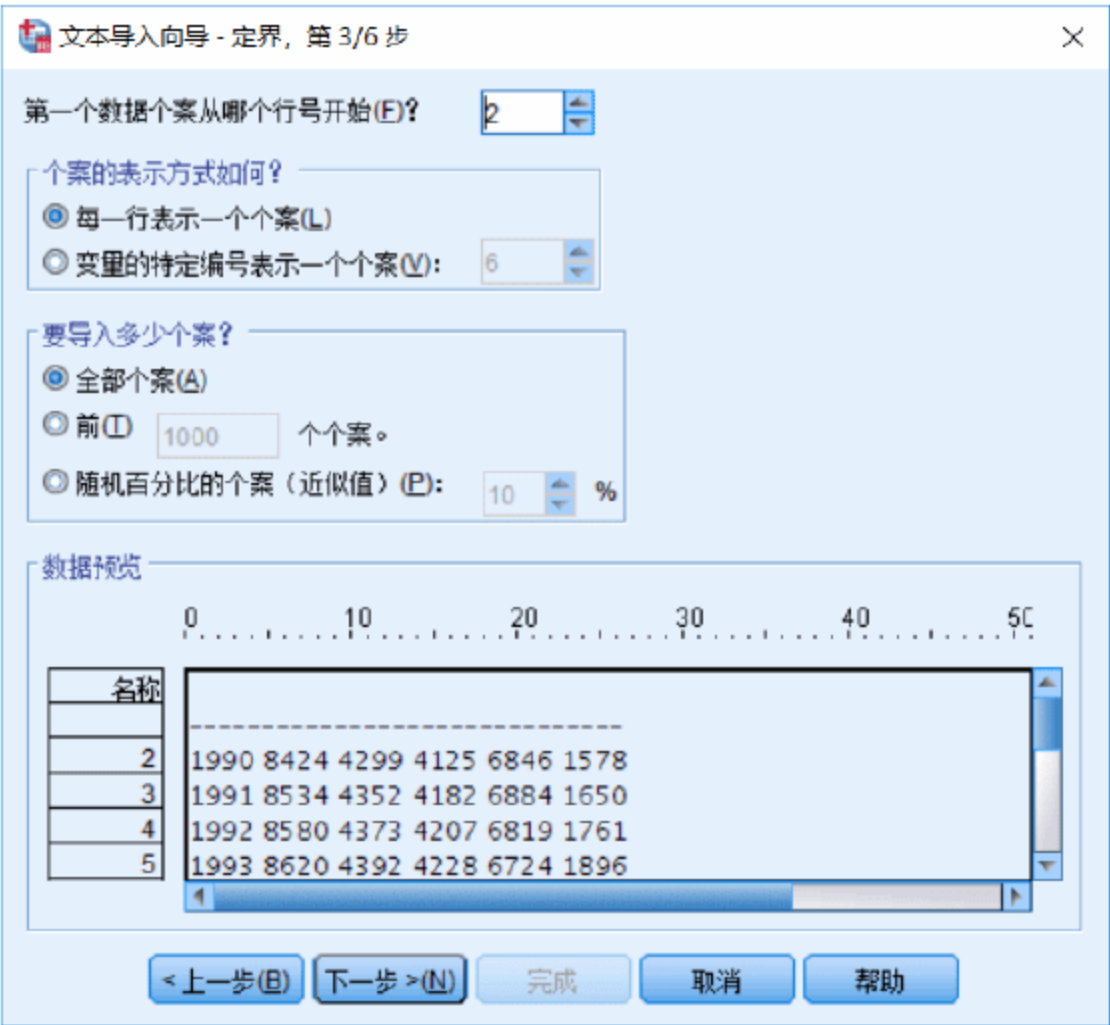 文本导入向导 - 定界，第 3/6 步
第一个数据个案从哪个行号开始(F)? 2
个案的表示方式如何?
每一行表示一个个案(L)
变量的特定编号表示一个个案(V): 6
要导入多少个案?
全部个案(A)
前(T) 1000 个个案。
随机百分比的个案（近似值）(P): 10 %
数据预览
0 10 20 30 40 50
名称
------------------------------
2 1990 8424 4299 4125 6846 1578
3 1991 8534 4352 4182 6884 1650
4 1992 8580 4373 4207 6819 1761
5 1993 8620 4392 4228 6724 1896
< 上一步(B) 下一步 >(N) 完成 取消 帮助